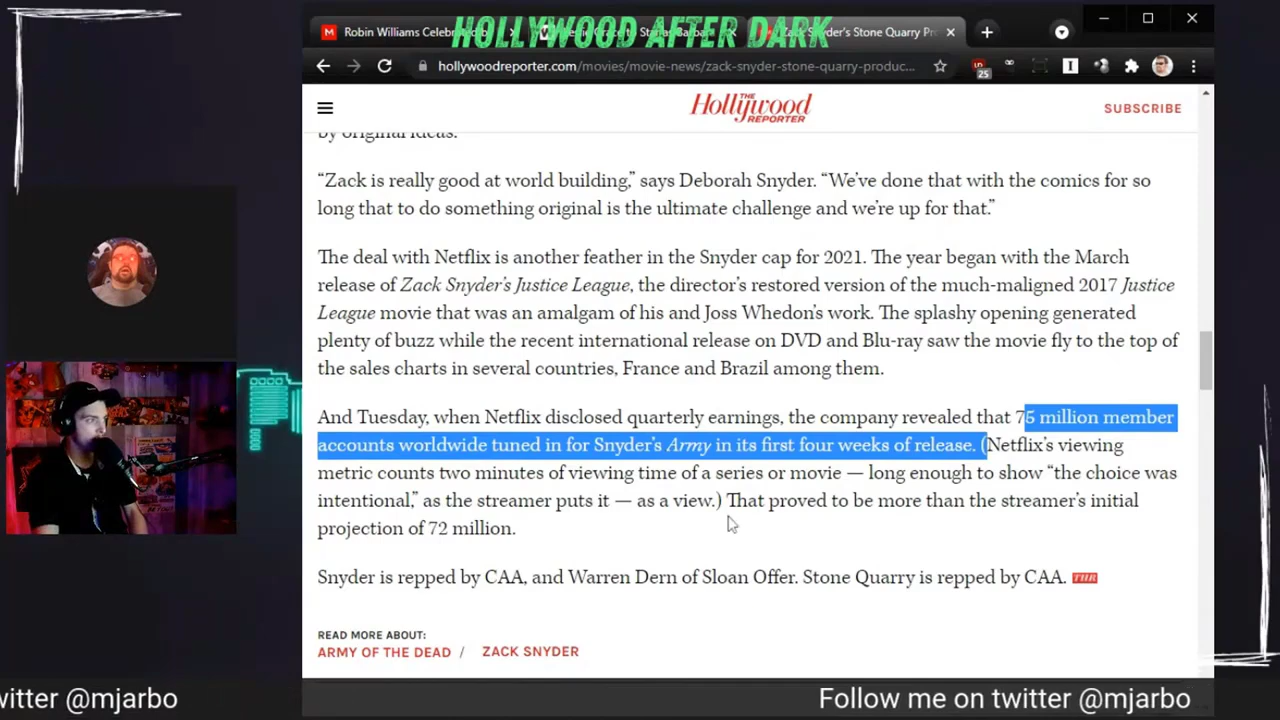 HOLLYWOOD AFTER DARK
Robin Williams Celebrated b
Zack Snyder's Stone Quarry Pr
hollywoodreporter.com/movies/movie-news/zack-snyder-stone-quarry-produc...
25
THE
Hollywood
REPORTER
SUBSCRIBE
by original ideas.
“Zack is really good at world building,” says Deborah Snyder. “We’ve done that with the comics for so
long that to do something original is the ultimate challenge and we’re up for that.”
The deal with Netflix is another feather in the Snyder cap for 2021. The year began with the March
release of Zack Snyder’s Justice League, the director’s restored version of the much-maligned 2017 Justice
League movie that was an amalgam of his and Joss Whedon’s work. The splashy opening generated
plenty of buzz while the recent international release on DVD and Blu-ray saw the movie fly to the top of
the sales charts in several countries, France and Brazil among them.
And Tuesday, when Netflix disclosed quarterly earnings, the company revealed that 75 million member
accounts worldwide tuned in for Snyder’s Army in its first four weeks of release. (Netflix’s viewing
metric counts two minutes of viewing time of a series or movie — long enough to show “the choice was
intentional,” as the streamer puts it — as a view.) That proved to be more than the streamer’s initial
projection of 72 million.
Snyder is repped by CAA, and Warren Dern of Sloan Offer. Stone Quarry is repped by CAA. THR
READ MORE ABOUT:
ARMY OF THE DEAD / ZACK SNYDER
witter @mjarbo
Follow me on twitter @mjarbo